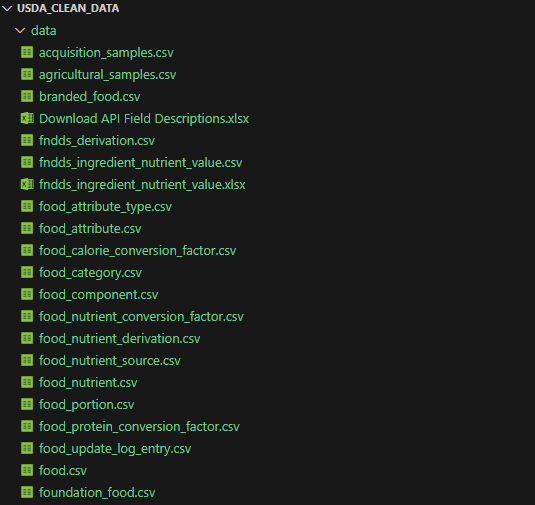 USDA_CLEAN_DATA
data
acquisition_samples.csv
agricultural_samples.csv
branded_food.csv
Download API Field Descriptions.xlsx
fndds_derivation.csv
fndds_ingredient_nutrient_value.csv
fndds_ingredient_nutrient_value.xlsx
food_attribute_type.csv
food_attribute.csv
food_calorie_conversion_factor.csv
food_category.csv
food_component.csv
food_nutrient_conversion_factor.csv
food_nutrient_derivation.csv
food_nutrient_source.csv
food_nutrient.csv
food_portion.csv
food_protein_conversion_factor.csv
food_update_log_entry.csv
food.csv
foundation_food.csv